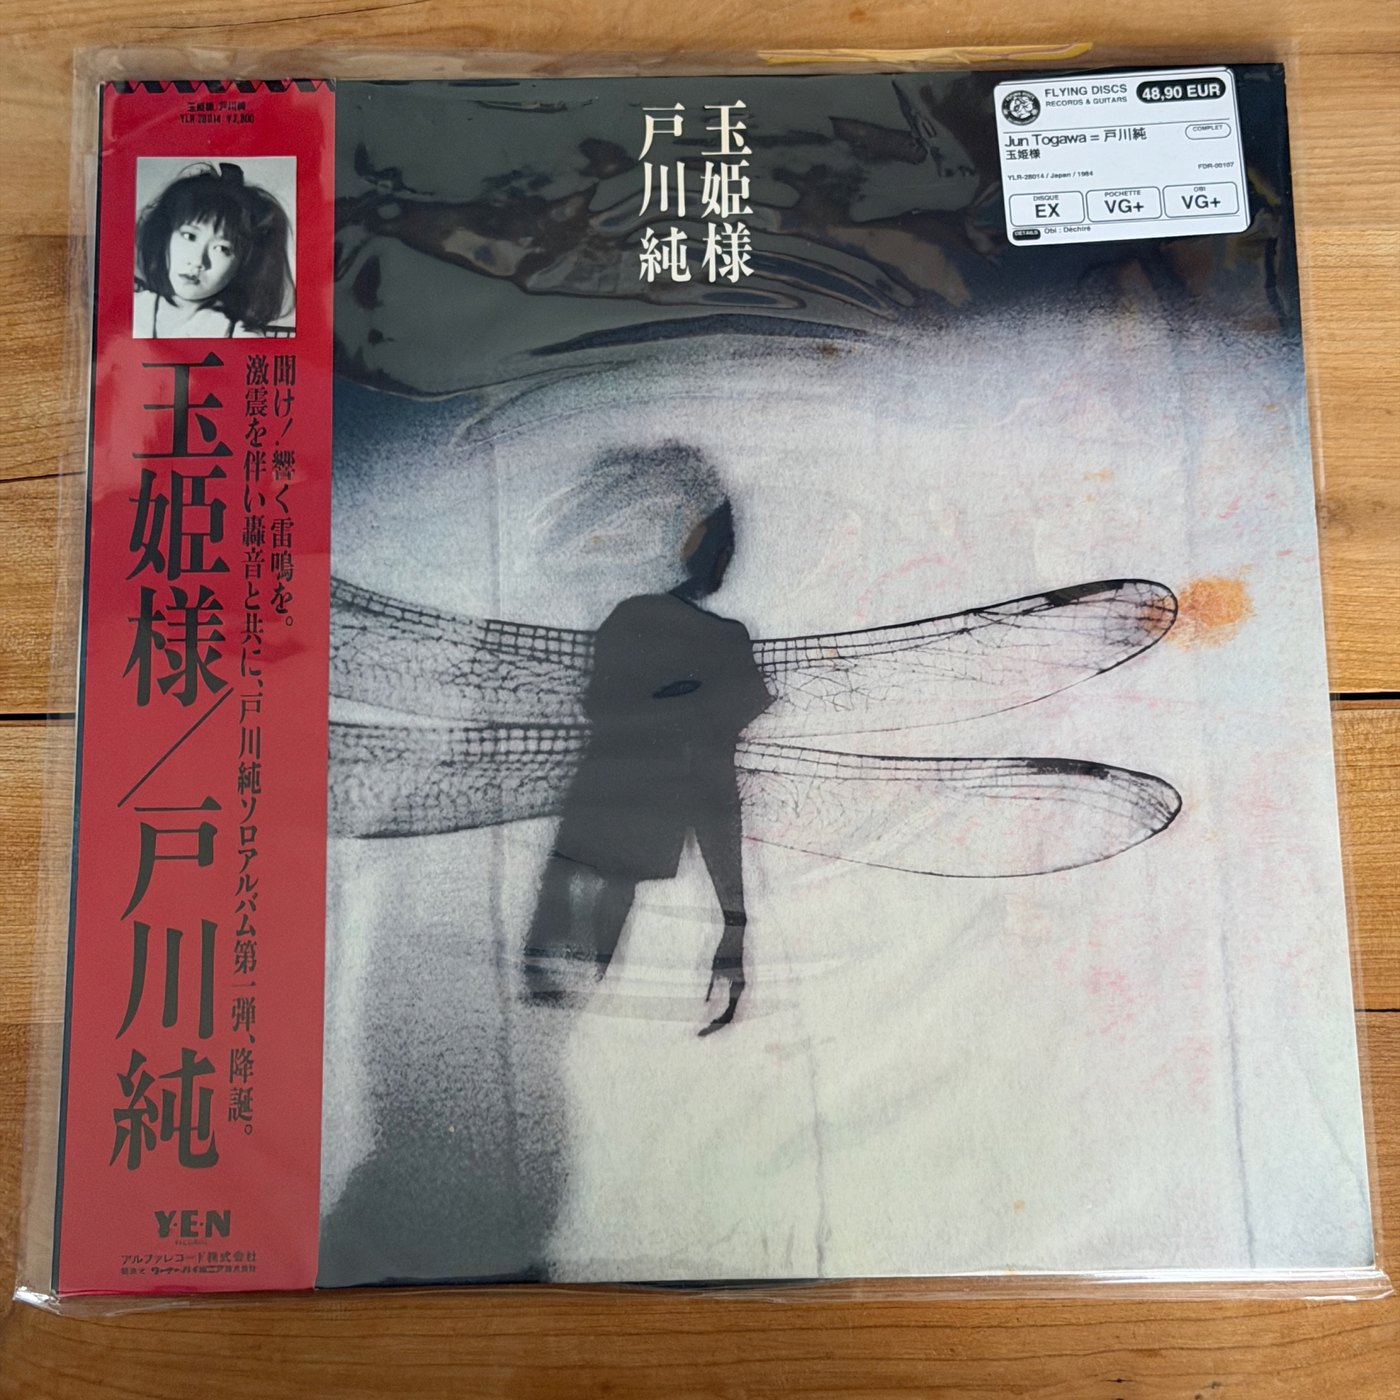 玉姫様 戸川純
YLR-28014 ¥2,800
聞け！響く雷鳴を。
激震を伴い轟音と共に、戸川純ソロアルバム第一弾、降誕。
玉姫様／戸川純
Y·E·N
アルファレコード株式会社
玉姫様
戸川純
FLYING DISCS
RECORDS & GUITARS
48,90 EUR
Jun Togawa = 戸川純
玉姫様
COMPLET
YLR-28014 / Japan / 1984
FDR-00107
DISQUE
EX
POCHETTE
VG+
OBI
VG+
DETAILS Obi : Déchiré